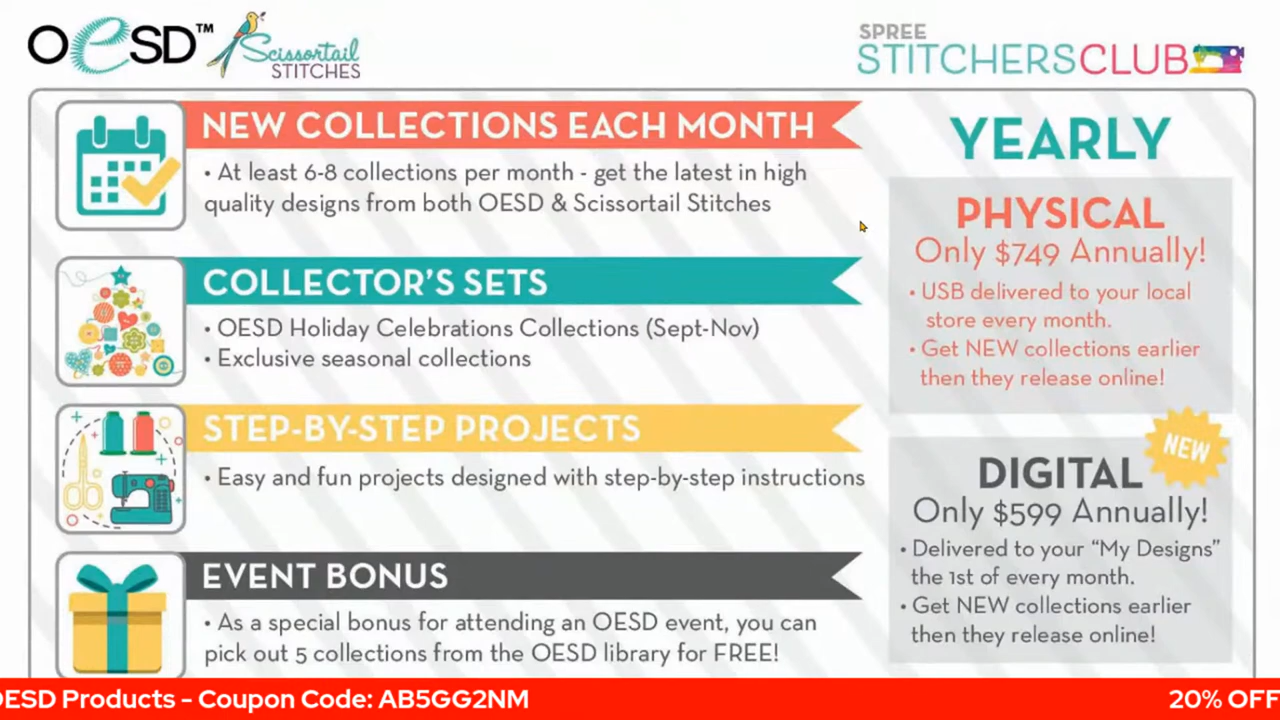 OESD™ Scissortail
STITCHES
SPREE
STITCHERSCLUB
NEW COLLECTIONS EACH MONTH
• At least 6-8 collections per month - get the latest in high
quality designs from both OESD & Scissortail Stitches
COLLECTOR'S SETS
• OESD Holiday Celebrations Collections (Sept-Nov)
• Exclusive seasonal collections
STEP-BY-STEP PROJECTS
• Easy and fun projects designed with step-by-step instructions
EVENT BONUS
• As a special bonus for attending an OESD event, you can
pick out 5 collections from the OESD library for FREE!
YEARLY
PHYSICAL
Only $749 Annually!
• USB delivered to your local
store every month.
• Get NEW collections earlier
then they release online!
NEW
DIGITAL
Only $599 Annually!
• Delivered to your “My Designs”
the 1st of every month.
• Get NEW collections earlier
then they release online!
OESD Products - Coupon Code: AB5GG2NM
20% OFF